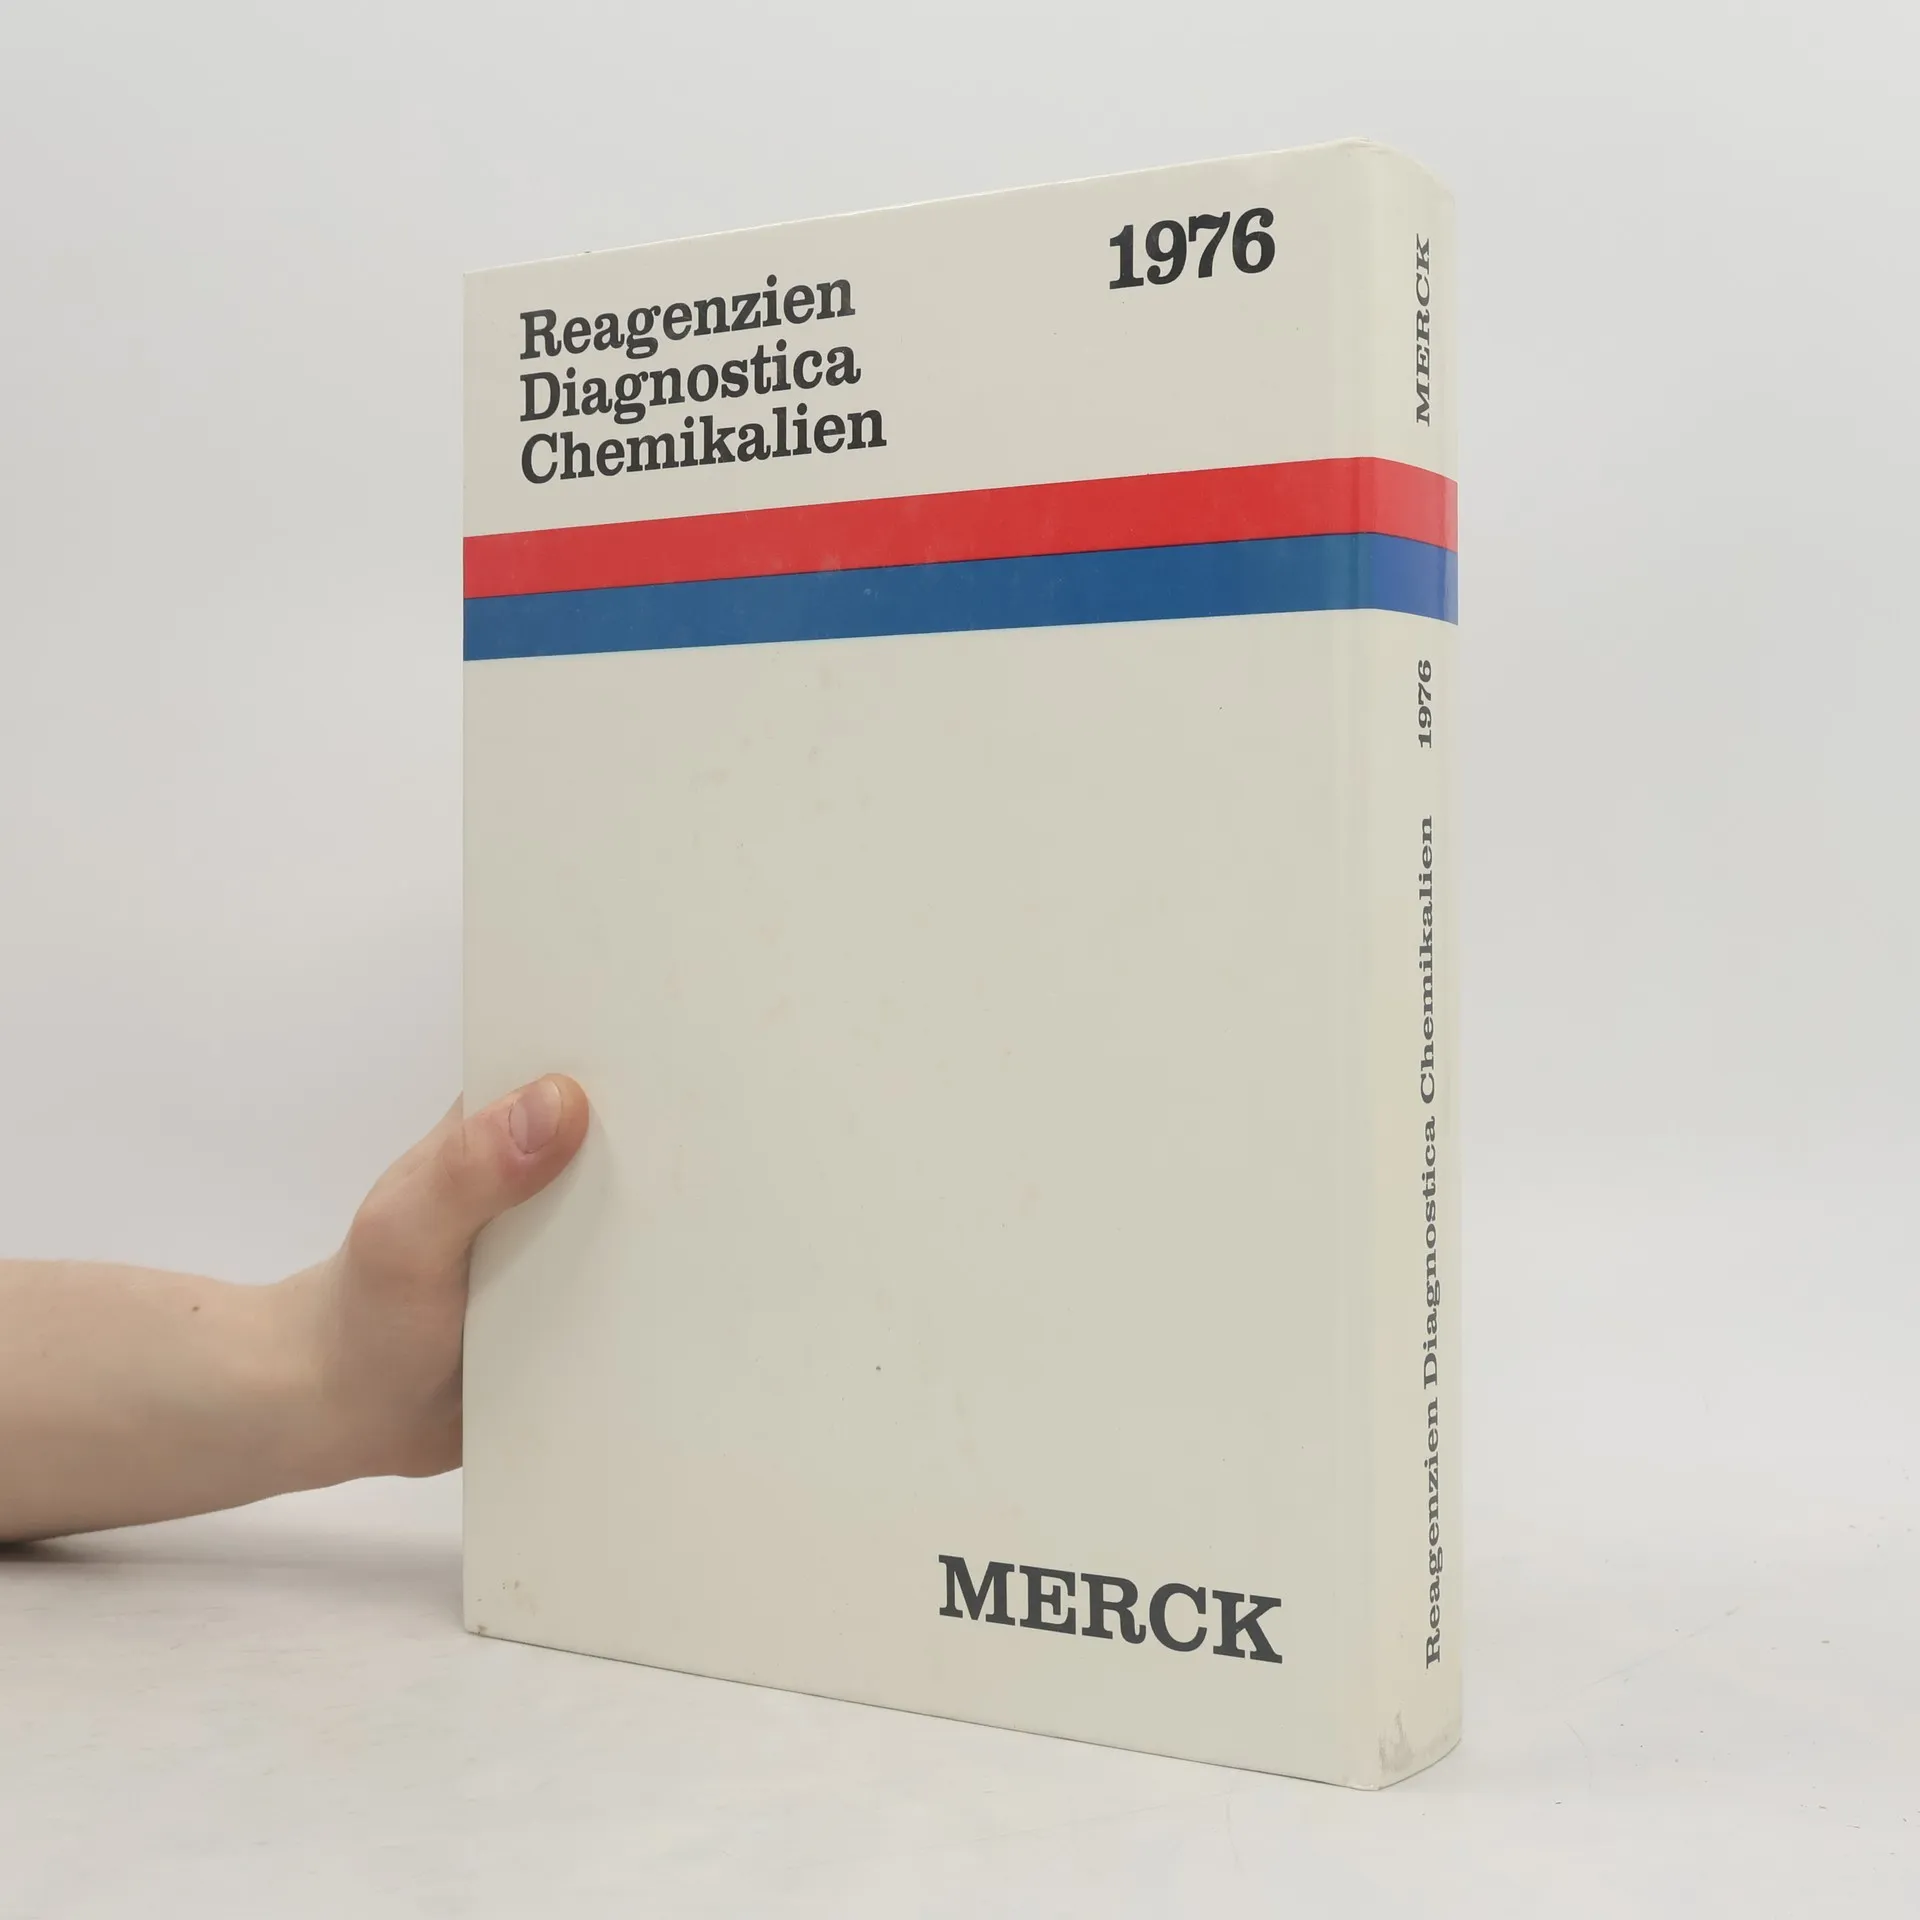 Reagenzien
Diagnostica
Chemikalien
1976
MERCK
Reagenzien Diagnostica Chemikalien 1976 MERCK